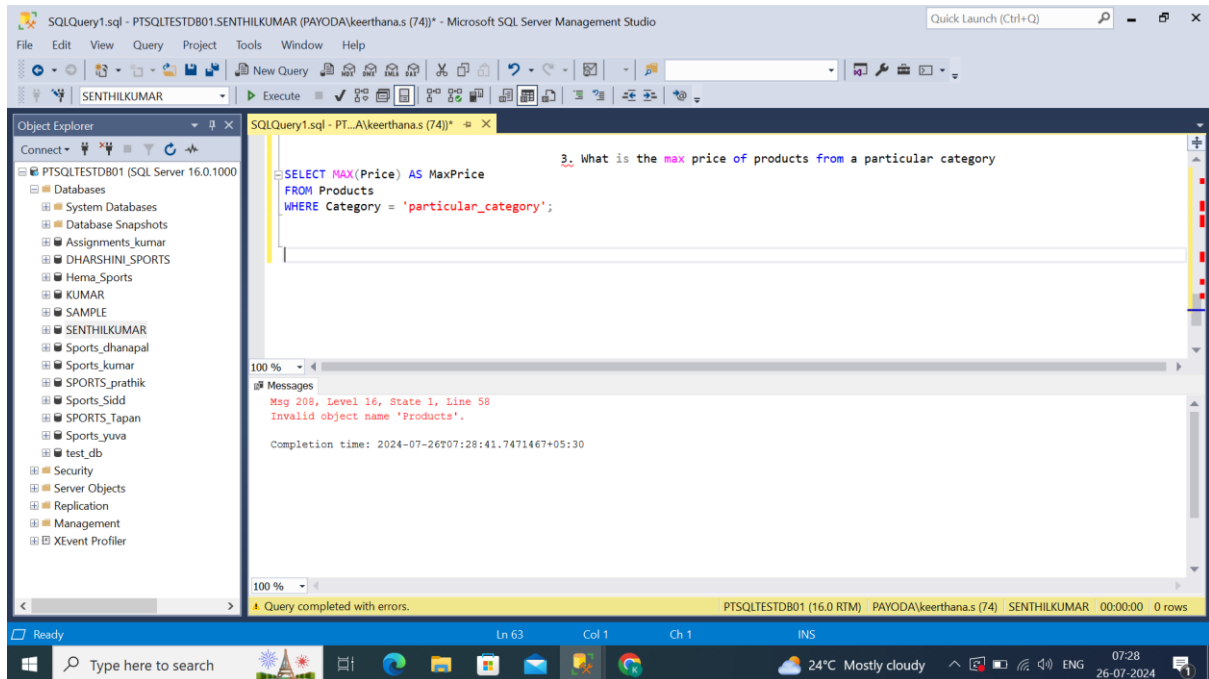 SQLQuery1.sql - PTSQLTESTDB01.SENTHILKUMAR (PAYODA\keerthana.s (74))* - Microsoft SQL Server Management Studio
Quick Launch (Ctrl+Q)
File Edit View Query Project Tools Window Help
New Query
SENTHILKUMAR
Execute
Object Explorer
SQLQuery1.sql - PT...A\keerthana.s (74))*
Connect
PTSQLTESTDB01 (SQL Server 16.0.1000
Databases
System Databases
Database Snapshots
Assignments_kumar
DHARSHINI_SPORTS
Hema_Sports
KUMAR
SAMPLE
SENTHILKUMAR
Sports_dhanapal
Sports_kumar
SPORTS_prathik
Sports_Sidd
SPORTS_Tapan
Sports_yuva
test_db
Security
Server Objects
Replication
Management
XEvent Profiler
3. What is the max price of products from a particular category
SELECT MAX(Price) AS MaxPrice
FROM Products
WHERE Category = 'particular_category';
100 %
Messages
Msg 208, Level 16, State 1, Line 58
Invalid object name 'Products'.
Completion time: 2024-07-26T07:28:41.7471467+05:30
100 %
Query completed with errors.
PTSQLTESTDB01 (16.0 RTM) PAYODA\keerthana.s (74) SENTHILKUMAR 00:00:00 0 rows
Ready Ln 63 Col 1 Ch 1 INS
Type here to search
24°C Mostly cloudy
ENG
07:28
26-07-2024